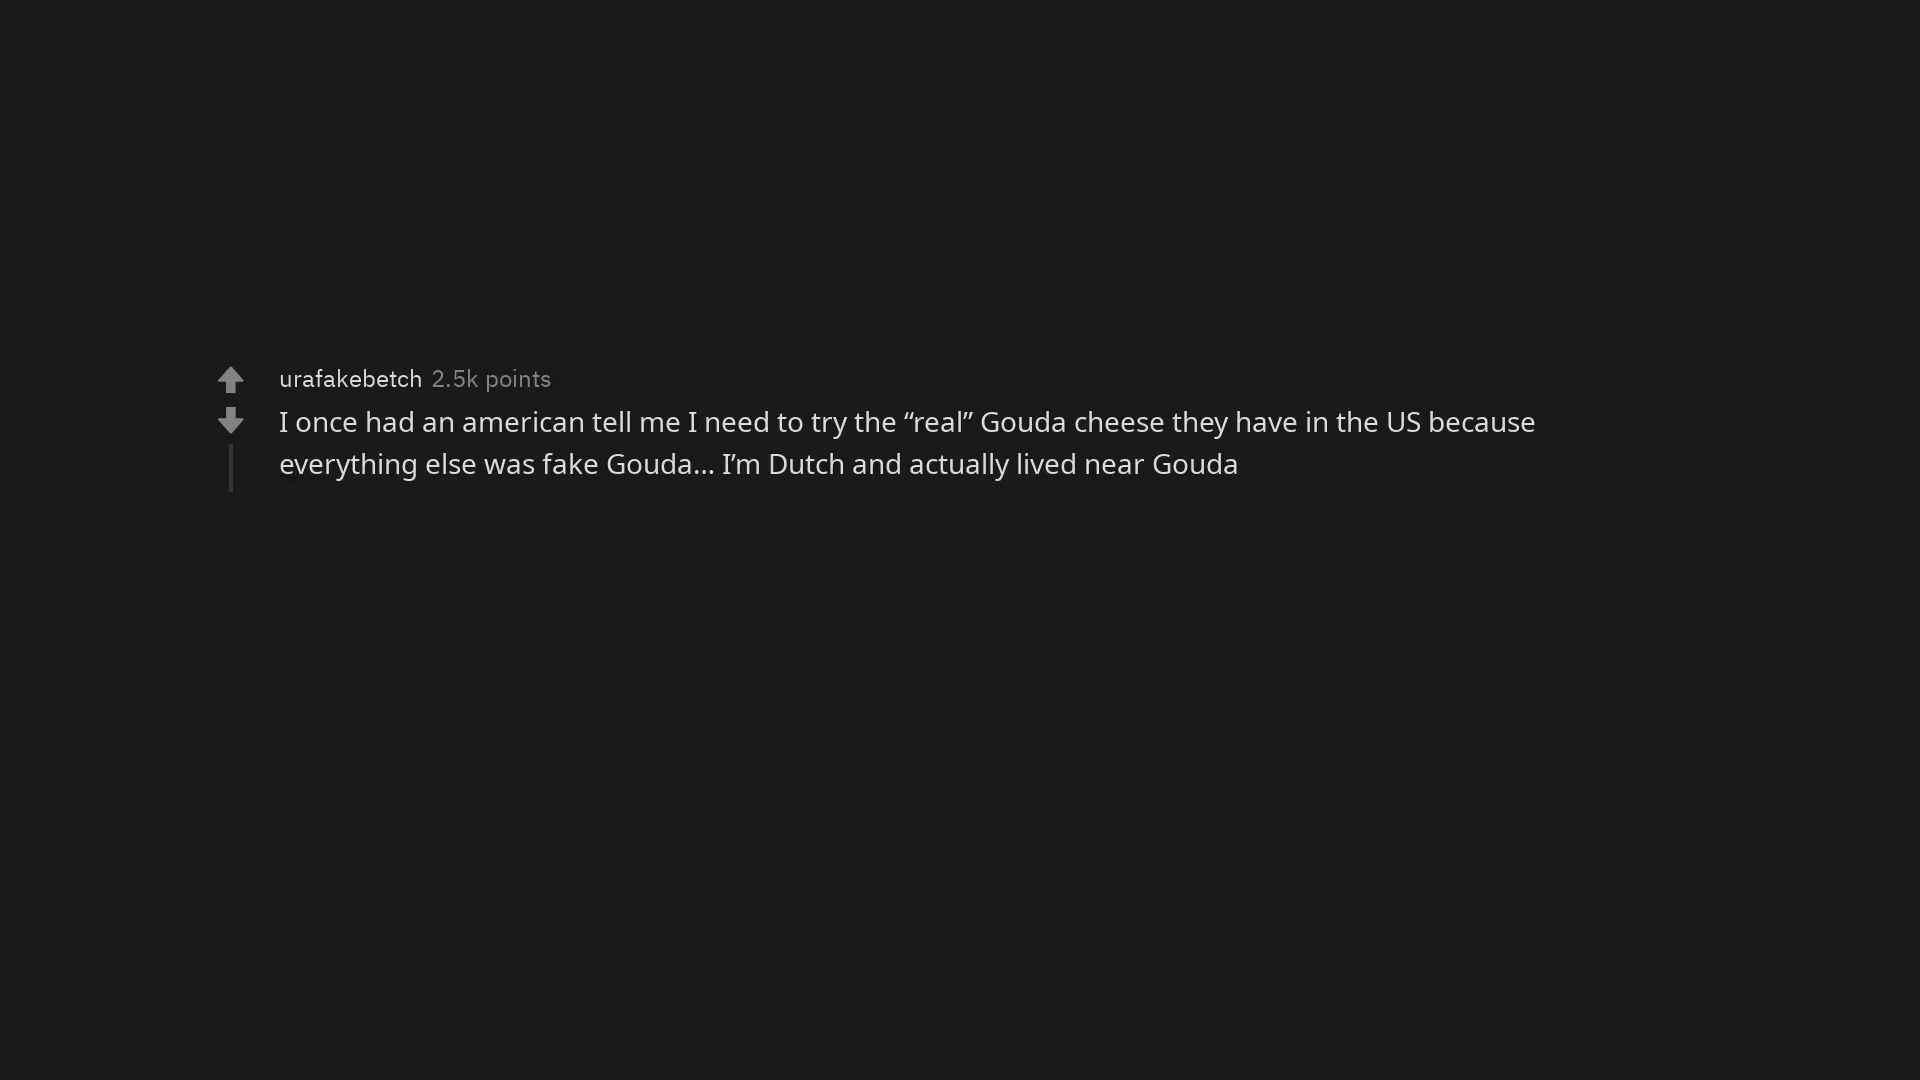 urafakebetch 2.5k points
I once had an american tell me I need to try the “real” Gouda cheese they have in the US because
everything else was fake Gouda... I’m Dutch and actually lived near Gouda